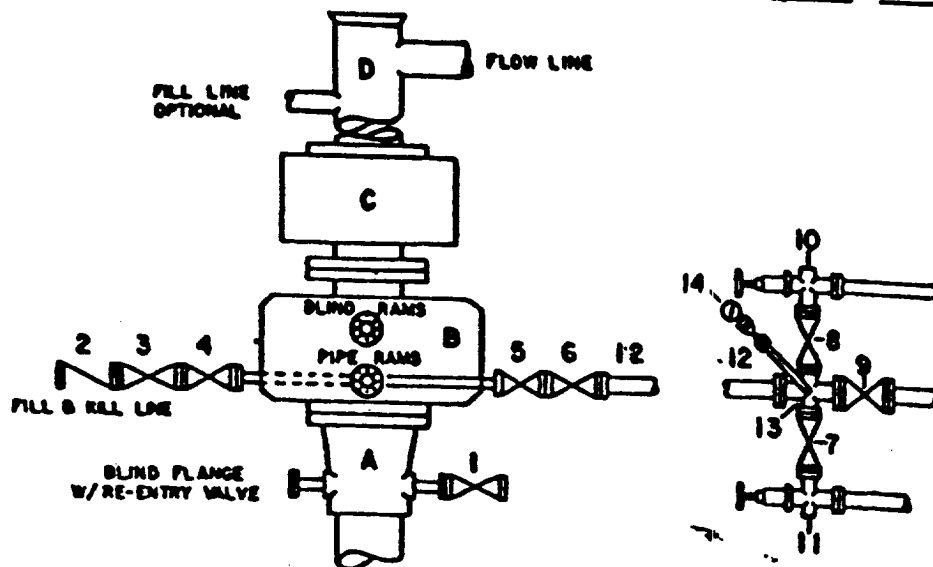 D
FLOW LINE
FILL LINE
OPTIONAL
C
10
14
BLIND RAMS
B
8
2 3 4
PIPE RAMS
5 6 12
12
9
FILL & KILL LINE
13
7
A
1
BLIND FLANGE
W/RE-ENTRY VALVE
11